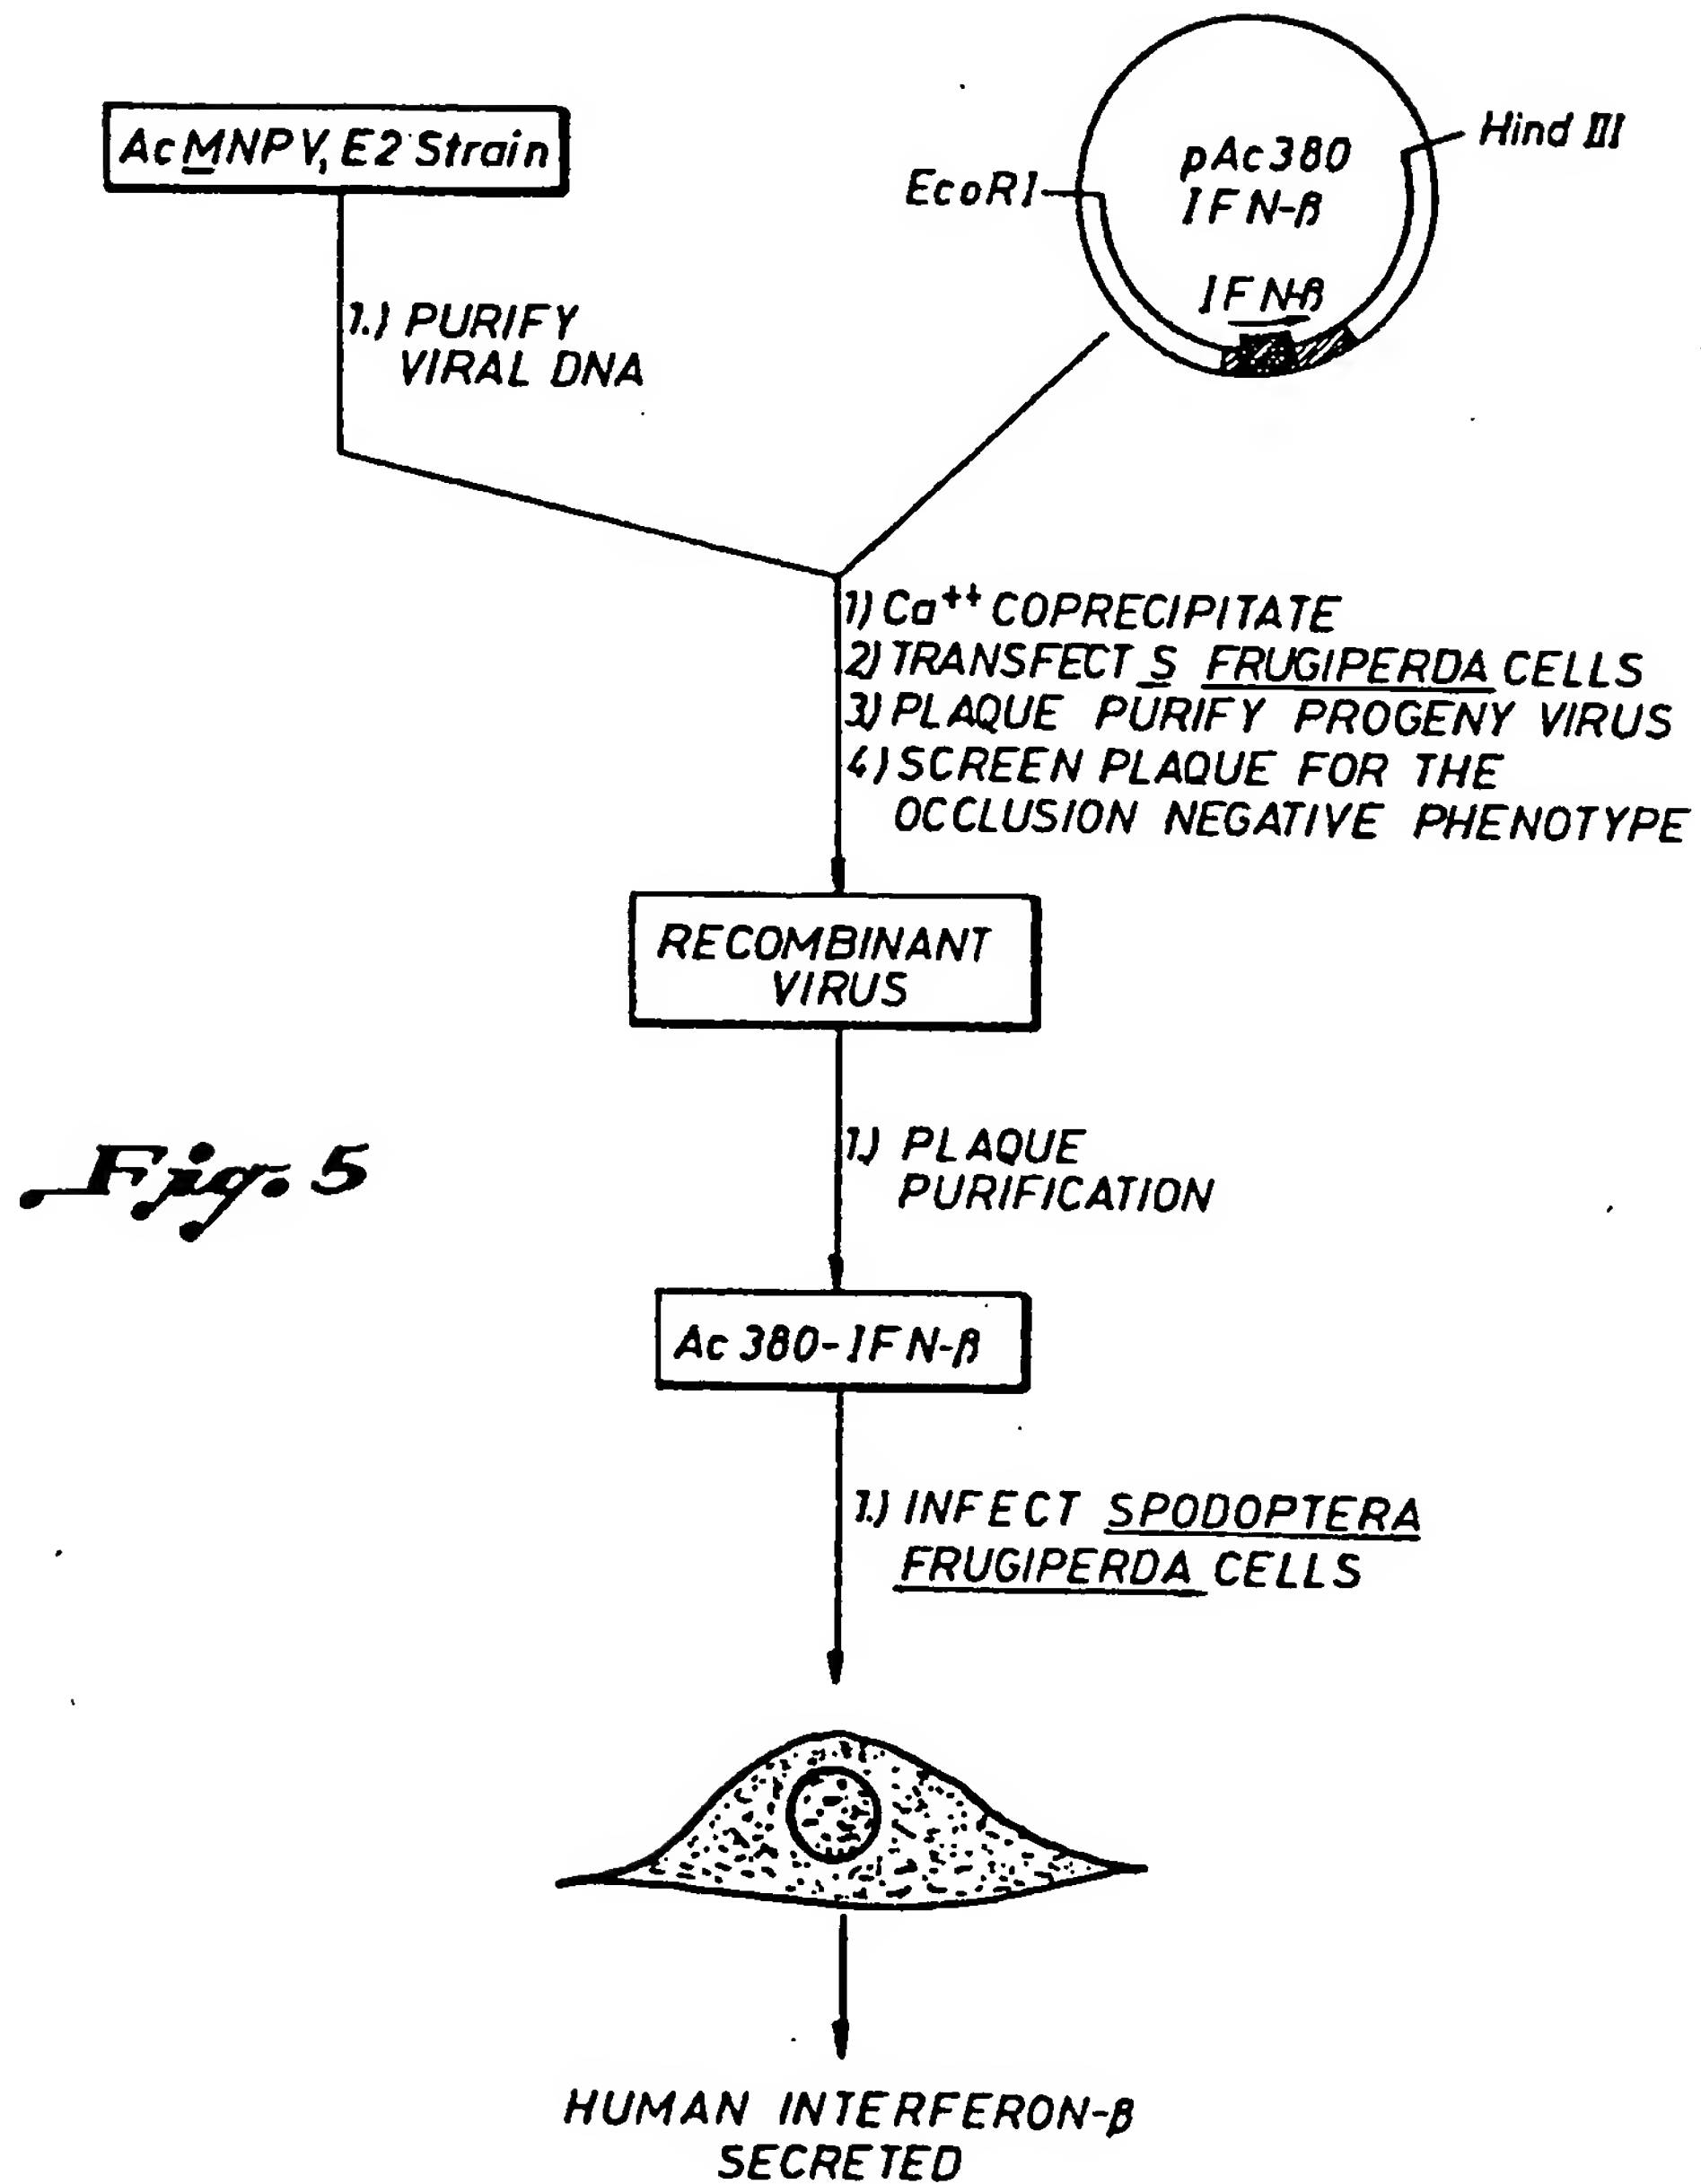 AcMNPV, E2 Strain
pAc380
IFN-β
Hind III
EcoRI
IFN-β
1.) PURIFY
VIRAL DNA
1) Ca++ COPRECIPITATE
2) TRANSFECT S FRUGIPERDA CELLS
3) PLAQUE PURIFY PROGENY VIRUS
4) SCREEN PLAQUE FOR THE
OCCLUSION NEGATIVE PHENOTYPE
RECOMBINANT
VIRUS
1.) PLAQUE
PURIFICATION
Fig. 5
Ac 380-IFN-β
1.) INFECT SPODOPTERA
FRUGIPERDA CELLS
HUMAN INTERFERON-β
SECRETED